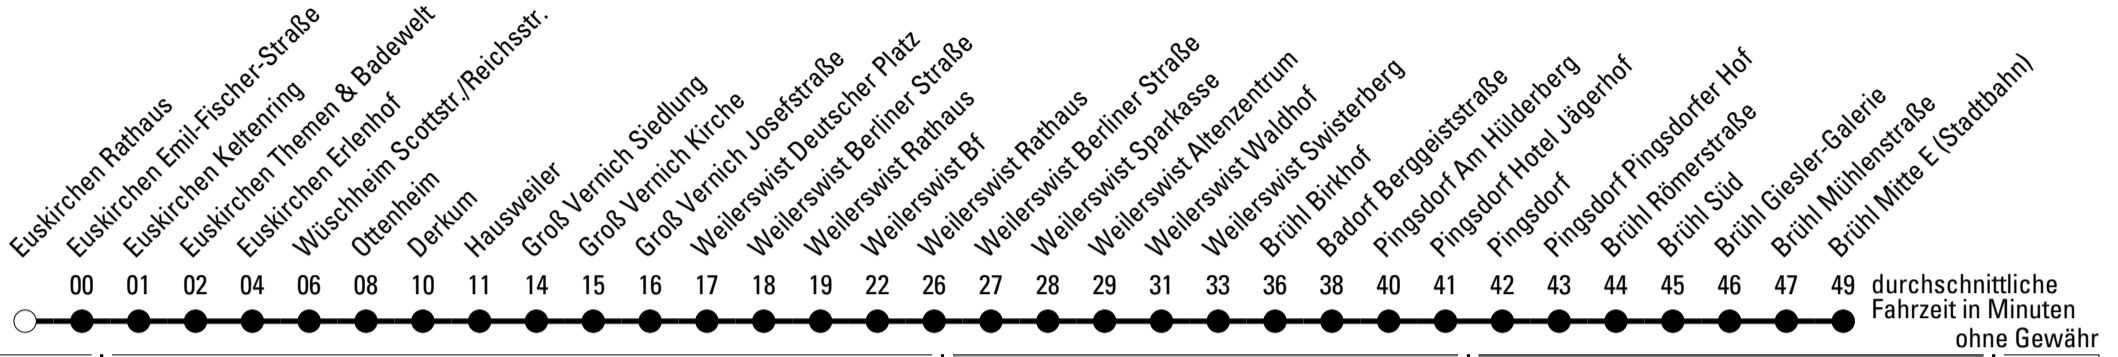 Euskirchen Rathaus
Euskirchen Emil-Fischer-Straße
Euskirchen Keltenring
Euskirchen Themen & Badewelt
Euskirchen Erlenhof
Wüschheim Scottstr./Reichsstr.
Ottenheim
Derkum
Hausweiler
Groß Vernich Siedlung
Groß Vernich Kirche
Groß Vernich Josefstraße
Weilerswist Deutscher Platz
Weilerswist Berliner Straße
Weilerswist Rathaus
Weilerswist Bf
Weilerswist Rathaus
Weilerswist Berliner Straße
Weilerswist Sparkasse
Weilerswist Altenzentrum
Weilerswist Waldhof
Weilerswist Swisterberg
Brühl Birkhof
Badorf Berggeiststraße
Pingsdorf Am Hülderberg
Pingsdorf Hotel Jägerhof
Pingsdorf
Pingsdorf Pingsdorfer Hof
Brühl Römerstraße
Brühl Süd
Brühl Giesler-Galerie
Brühl Mühlenstraße
Brühl Mitte E (Stadtbahn)
00 01 02 04 06 08 10 11 14 15 16 17 18 19 22 26 27 28 29 31 33 36 38 40 41 42 43 44 45 46 47 49 durchschnittliche
Fahrzeit in Minuten
ohne Gewähr